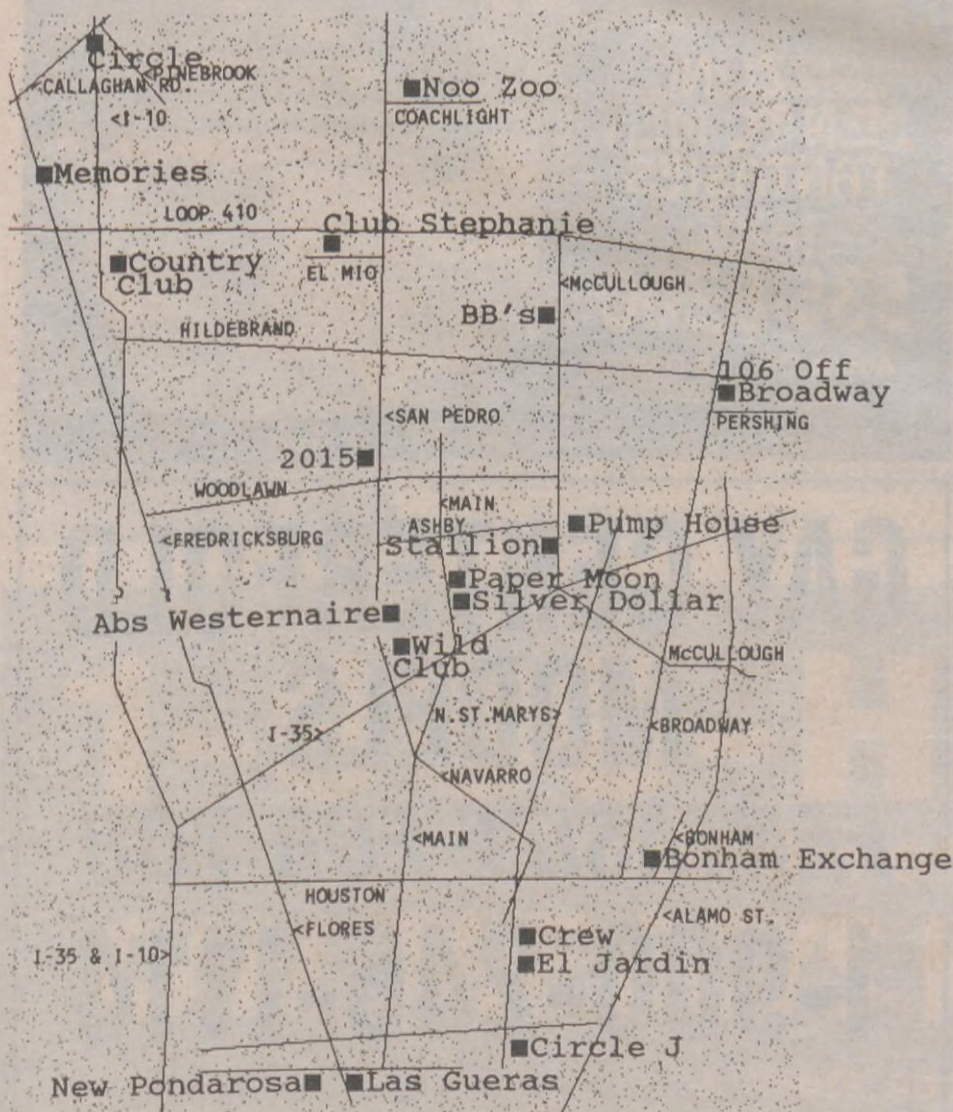 ■Circle
<PINEBROOK
<CALLAGHAN RD.
■Noo Zoo
COACHLIGHT
<I-10
■Memories
LOOP 410
Club Stephanie
■
■Country
Club
EL MIO
<McCULLOUGH
BB's■
HILDEBRAND
106 Off
■Broadway
PERSHING
<SAN PEDRO
2015■
WOODLAWN
<MAIN
ASHBY
■Pump House
<FREDRICKSBURG
Stallion■
■Paper Moon
■Silver Dollar
Abs Westernaire■
■Wild
Club
McCULLOUGH
N.ST.MARYS>
<BROADWAY
I-35>
<NAVARRO
<MAIN
<BONHAM
■Bonham Exchange
HOUSTON
<ALAMO ST.
<FLORES
■Crew
I-35 & I-10>
■El Jardin
■Circle J
New Pondarosa■
■Las Gueras